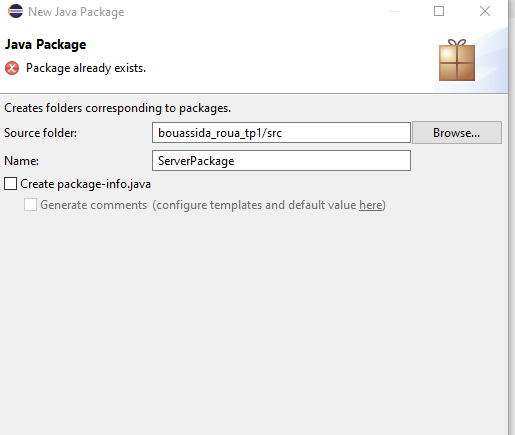 New Java Package
Java Package
Package already exists.
Creates folders corresponding to packages.
Source folder: bouassida_roua_tp1/src Browse...
Name: ServerPackage
Create package-info.java
Generate comments (configure templates and default value here)